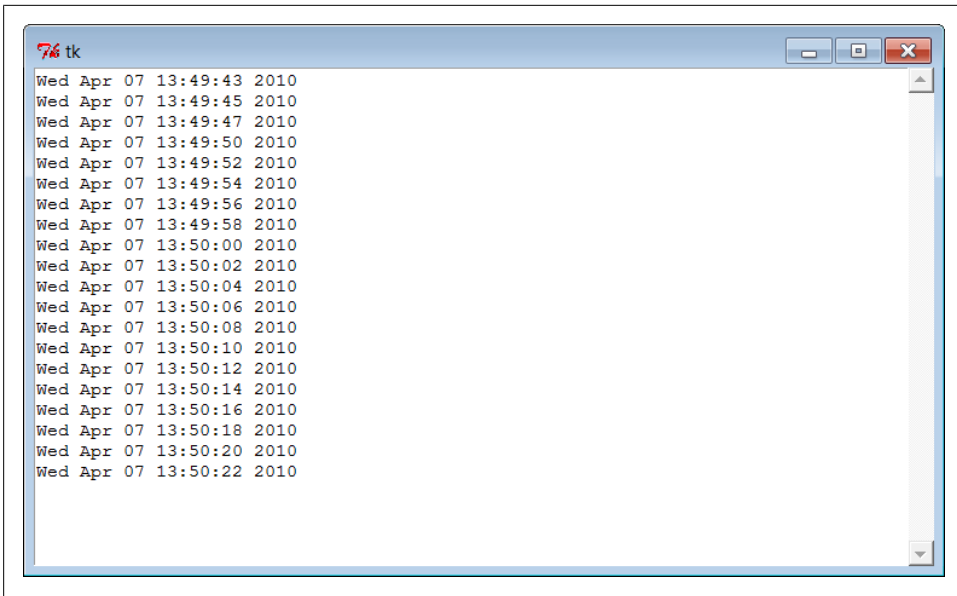 tk
Wed Apr 07 13:49:43 2010
Wed Apr 07 13:49:45 2010
Wed Apr 07 13:49:47 2010
Wed Apr 07 13:49:50 2010
Wed Apr 07 13:49:52 2010
Wed Apr 07 13:49:54 2010
Wed Apr 07 13:49:56 2010
Wed Apr 07 13:49:58 2010
Wed Apr 07 13:50:00 2010
Wed Apr 07 13:50:02 2010
Wed Apr 07 13:50:04 2010
Wed Apr 07 13:50:06 2010
Wed Apr 07 13:50:08 2010
Wed Apr 07 13:50:10 2010
Wed Apr 07 13:50:12 2010
Wed Apr 07 13:50:14 2010
Wed Apr 07 13:50:16 2010
Wed Apr 07 13:50:18 2010
Wed Apr 07 13:50:20 2010
Wed Apr 07 13:50:22 2010